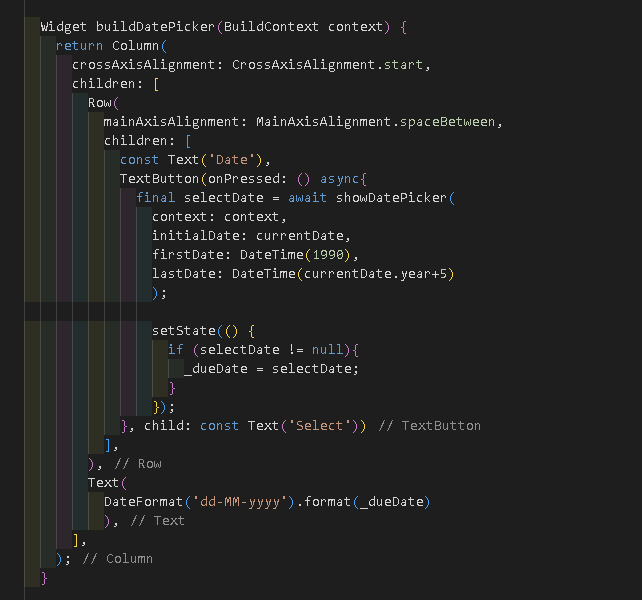 Widget buildDatePicker(BuildContext context) {
return Column(
crossAxisAlignment: CrossAxisAlignment.start,
children: [
Row(
mainAxisAlignment: MainAxisAlignment.spaceBetween,
children: [
const Text('Date'),
TextButton(onPressed: () async{
final selectDate = await showDatePicker(
context: context,
initialDate: currentDate,
firstDate: DateTime(1990),
lastDate: DateTime(currentDate.year+5)
);
setState(() {
if (selectDate != null){
_dueDate = selectDate;
}
});
}, child: const Text('Select')) // TextButton
],
), // Row
Text(
DateFormat('dd-MM-yyyy').format(_dueDate)
), // Text
],
); // Column
}